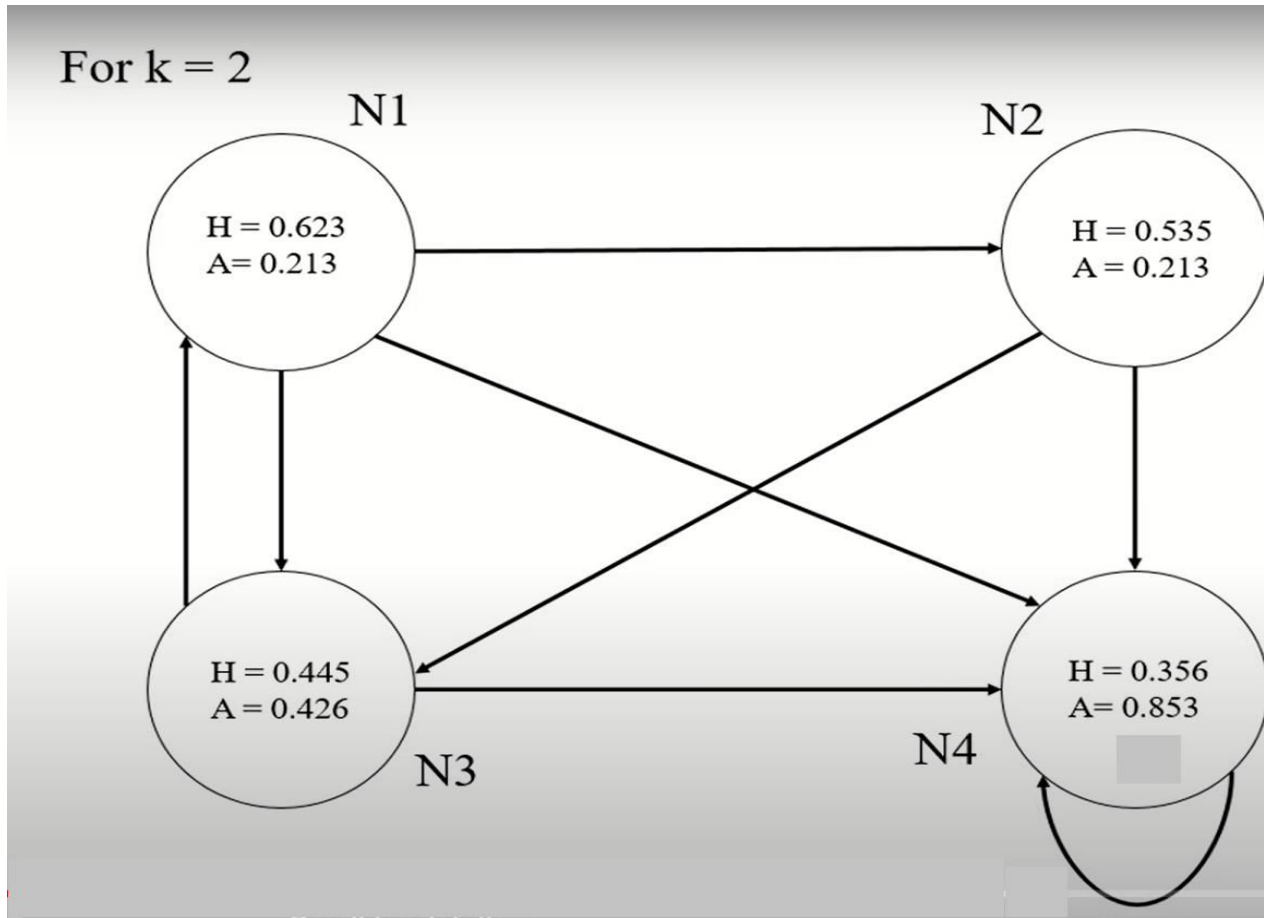 For k = 2
N1
N2
H = 0.623
A= 0.213
H = 0.535
A = 0.213
H = 0.445
A = 0.426
N3
H = 0.356
A= 0.853
N4